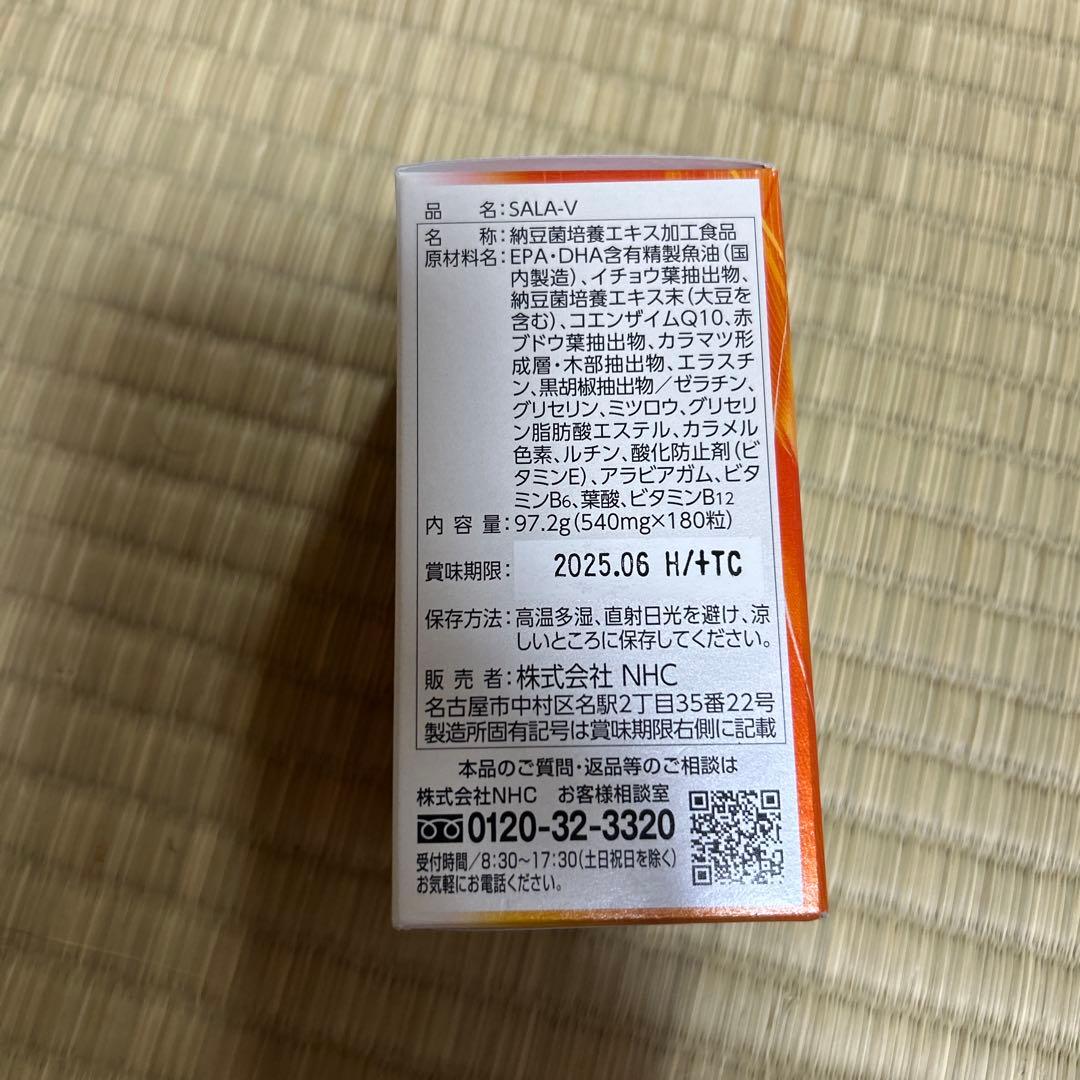 品名:SALA-V
名称:納豆菌培養エキス加工食品
原材料名:EPA・DHA含有精製魚油(国
内製造)、イチョウ葉抽出物、
納豆菌培養エキス末(大豆を
含む)、コエンザイムQ10、赤
ブドウ葉抽出物、カラマツ形
成層・木部抽出物、エラスチ
ン、黒胡椒抽出物/ゼラチン、
グリセリン、ミツロウ、グリセリ
ン脂肪酸エステル、カラメル
色素、ルチン、酸化防止剤(ビ
タミンE)、アラビアガム、ビタ
ミンB6、葉酸、ビタミンB12
内容量:97.2g(540mg×180粒)
賞味期限: 2025.06 H/+TC
保存方法:高温多湿、直射日光を避け、涼
しいところに保存してください。
販売者:株式会社 NHC
名古屋市中村区名駅2丁目35番22号
製造所固有記号は賞味期限右側に記載
本品のご質問・返品等のご相談は
株式会社NHC お客様相談室
0120-32-3320
受付時間/8:30~17:30(土日祝日を除く)
お気軽にお電話ください。